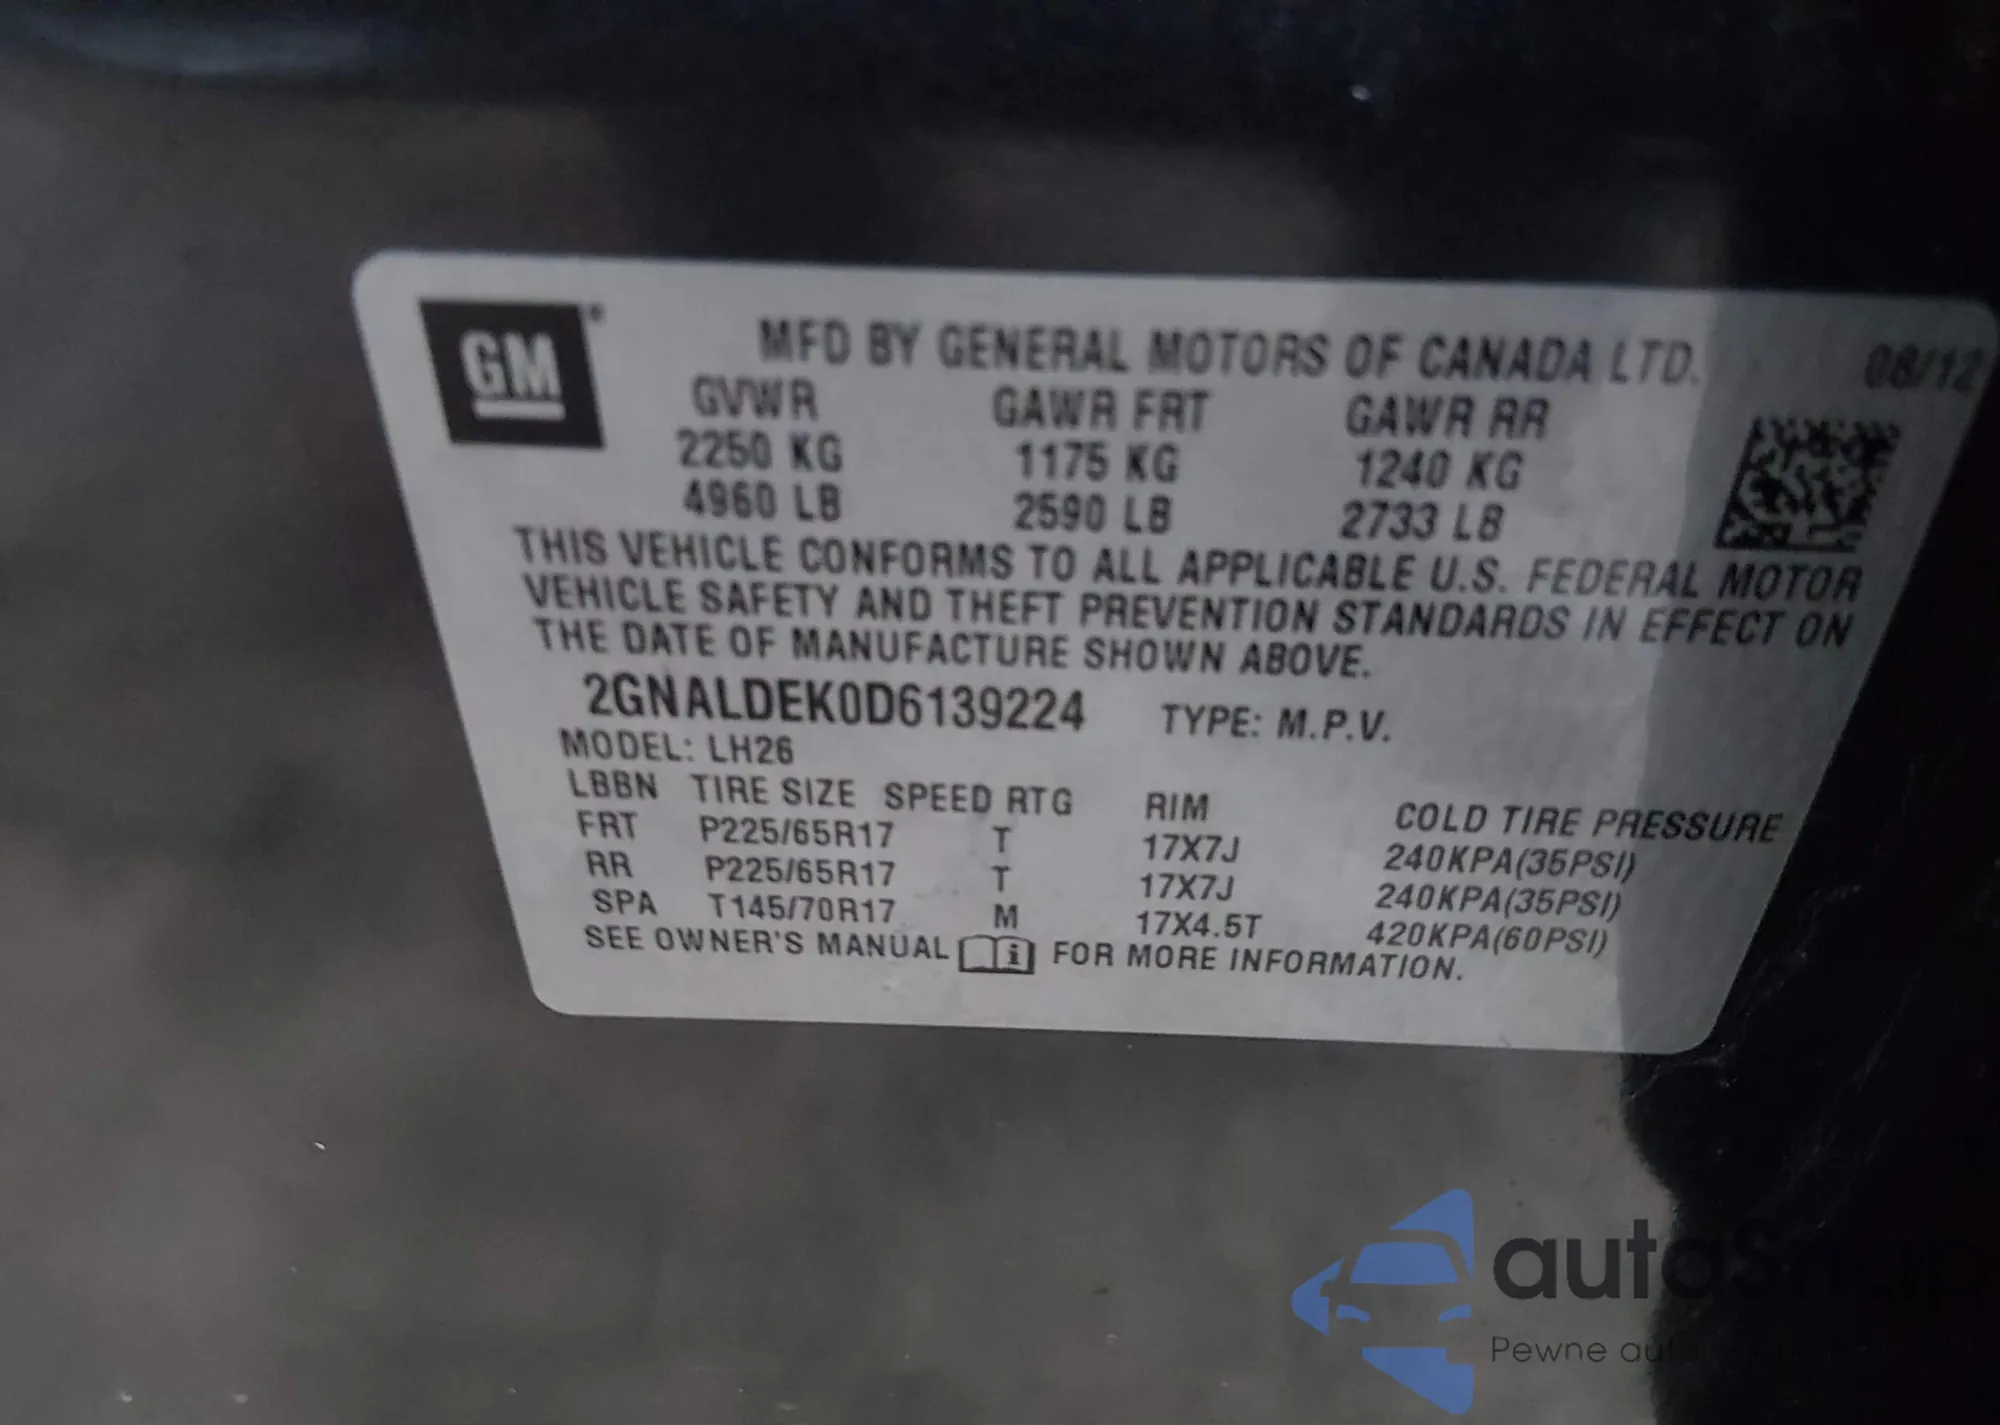 GM®
MFD BY GENERAL MOTORS OF CANADA LTD. 08/12
GVWR GAWR FRT GAWR RR
2250 KG 1175 KG 1240 KG
4960 LB 2590 LB 2733 LB
THIS VEHICLE CONFORMS TO ALL APPLICABLE U.S. FEDERAL MOTOR
VEHICLE SAFETY AND THEFT PREVENTION STANDARDS IN EFFECT ON
THE DATE OF MANUFACTURE SHOWN ABOVE.
2GNALDEK0D6139224 TYPE: M.P.V.
MODEL: LH26
LBBN TIRE SIZE SPEED RTG RIM COLD TIRE PRESSURE
FRT P225/65R17 T 17X7J 240KPA(35PSI)
RR P225/65R17 T 17X7J 240KPA(35PSI)
SPA T145/70R17 M 17X4.5T 420KPA(60PSI)
SEE OWNER'S MANUAL i FOR MORE INFORMATION.
autaSnap
Pewne